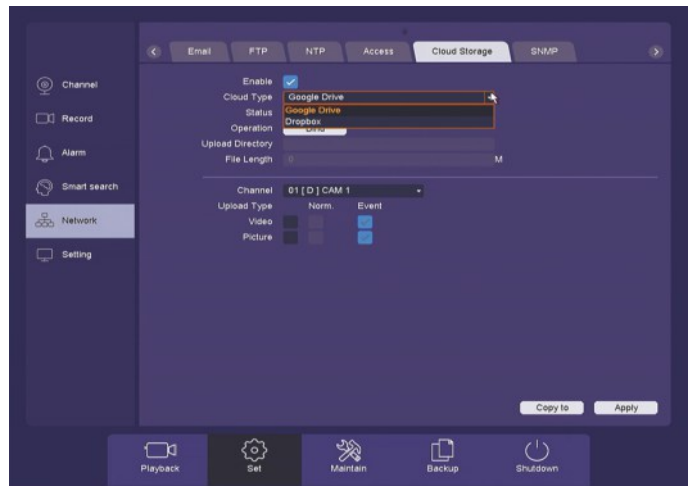 Email FTP NTP Access Cloud Storage SNMP
Channel
Record
Alarm
Smart search
Network
Setting
Enable
Cloud Type Google Drive
Google Drive
Status
Dropbox
Operation
Upload Directory
File Length 0 M
Channel 01 [ D ] CAM 1
Upload Type Norm. Event
Video
Picture
Copy to Apply
Playback Set Maintain Backup Shutdown